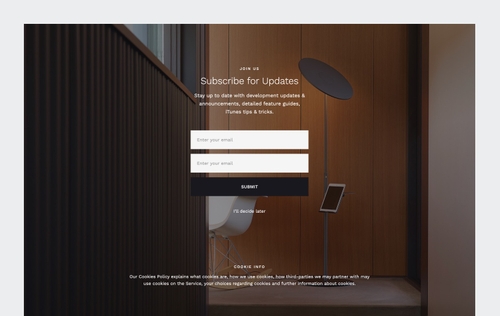 JOIN US
Subscribe for Updates
Stay up to date with development updates &
announcements, detailed feature guides,
iTunes tips & tricks.
Enter your email
Enter your email
SUBMIT
I'll decide later
COOKIE INFO
Our Cookies Policy explains what cookies are, how we use cookies, how third-parties we may partner with may
use cookies on the Service, your choices regarding cookies and further information about cookies.